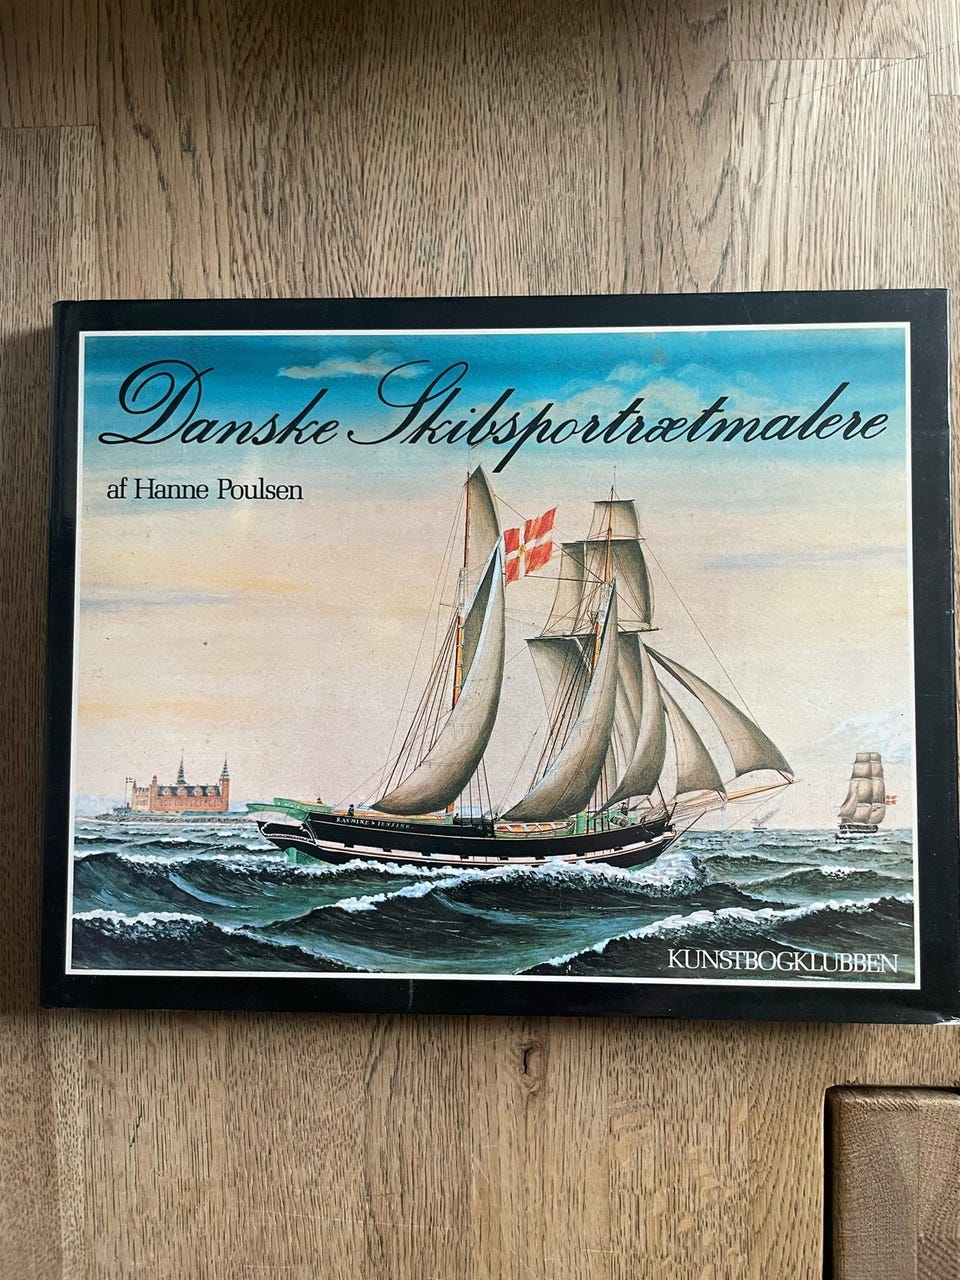 Danske Skibsportrætmalere
af Hanne Poulsen
KUNSTBOGKLUBBEN